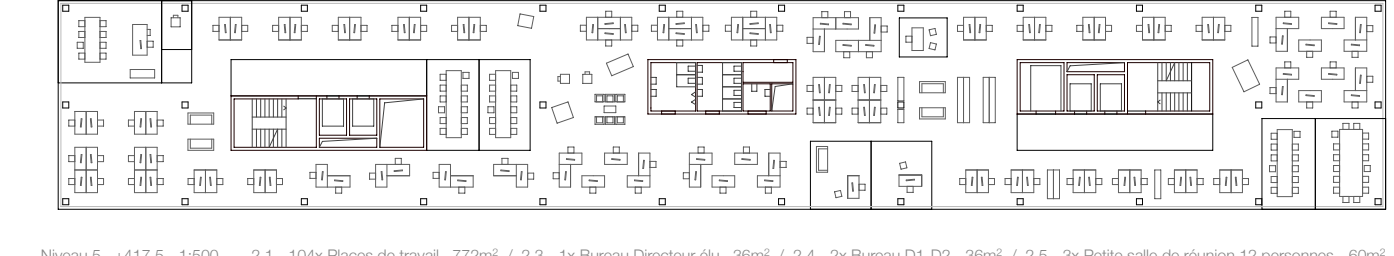 Niveau 5 - +417.5 - 1:500 2.1 - 104x Places de travail - 772m² / 2.3 - 1x Bureau Directeur élu - 36m² / 2.4 - 2x Bureau D1-D2 - 36m² / 2.5 - 3x Petite salle de réunion 12 personnes - 60m²